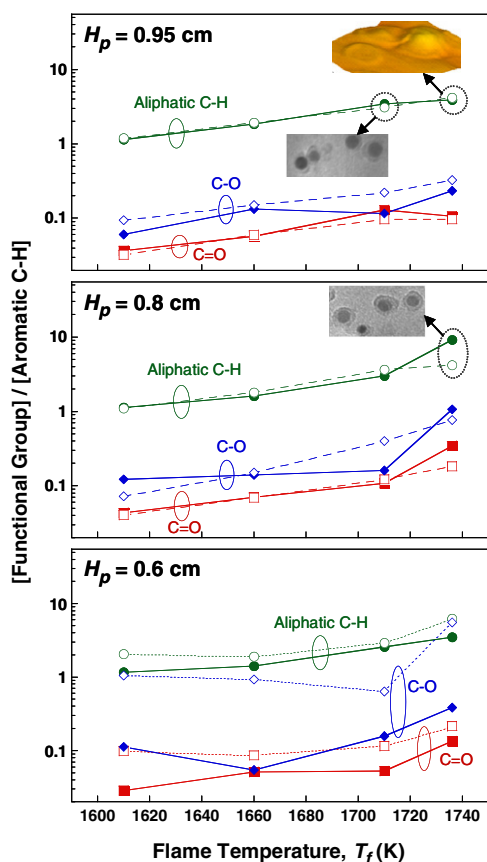 [Functional Group] / [Aromatic C-H]
H_p = 0.95 cm
10
1
0.1
Aliphatic C-H
C-O
C=O
H_p = 0.8 cm
10
1
0.1
Aliphatic C-H
C-O
C=O
H_p = 0.6 cm
10
1
0.1
Aliphatic C-H
C-O
C=O
1600 1620 1640 1660 1680 1700 1720 1740
Flame Temperature, T_f (K)